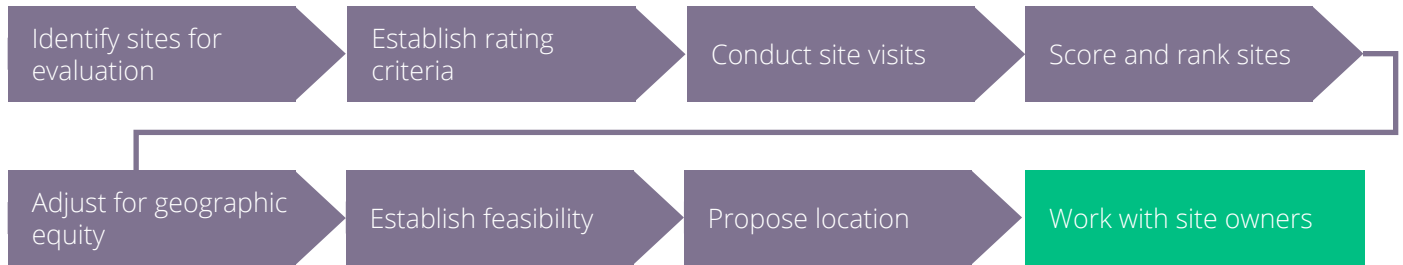 Identify sites for
evaluation
Establish rating
criteria
Conduct site visits
Score and rank sites
Adjust for geographic
equity
Establish feasibility
Propose location
Work with site owners